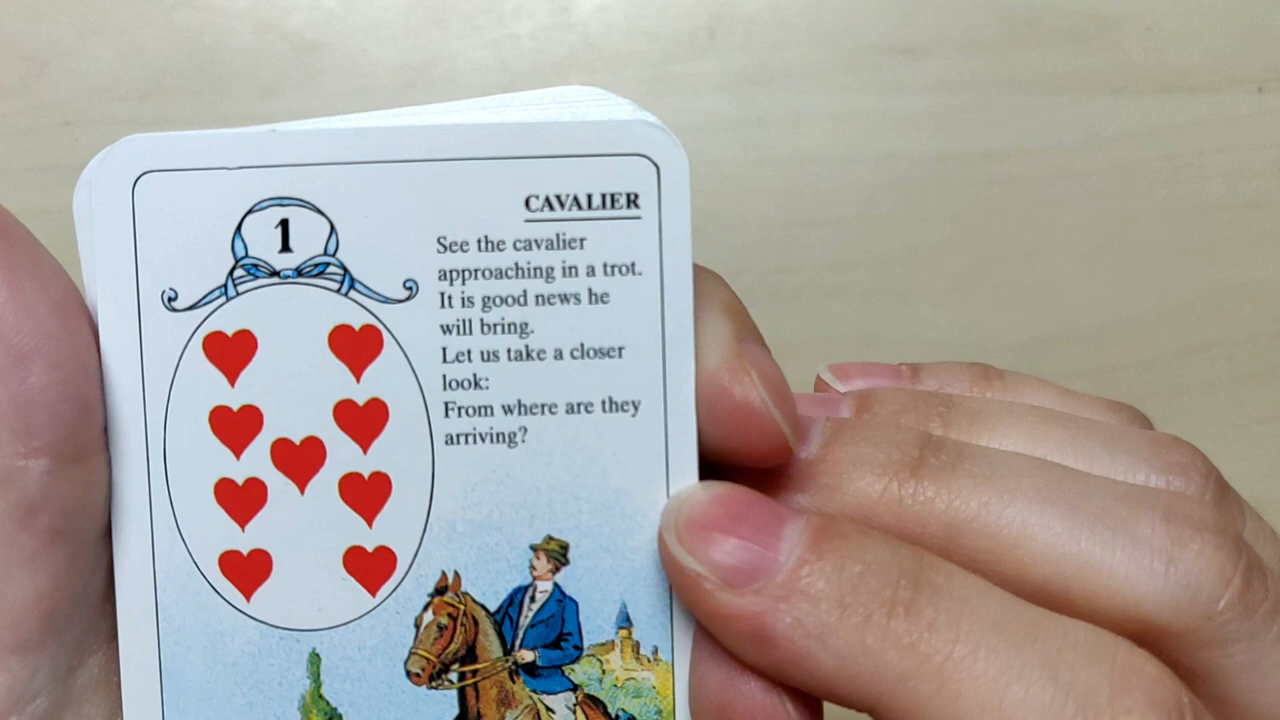 1
CAVALIER
See the cavalier
approaching in a trot.
It is good news he
will bring.
Let us take a closer
look:
From where are they
arriving?